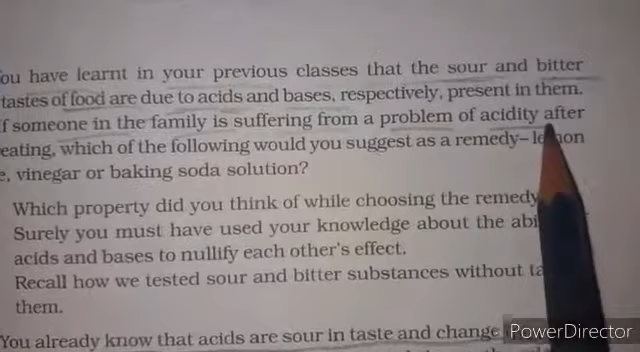 ou have learnt in your previous classes that the sour and bitter
tastes of food are due to acids and bases, respectively, present in them.
f someone in the family is suffering from a problem of acidity after
eating, which of the following would you suggest as a remedy– le on
e, vinegar or baking soda solution?
Which property did you think of while choosing the remedy
Surely you must have used your knowledge about the abi
acids and bases to nullify each other's effect.
Recall how we tested sour and bitter substances without ta
them.
You already know that acids are sour in taste and change
PowerDirector